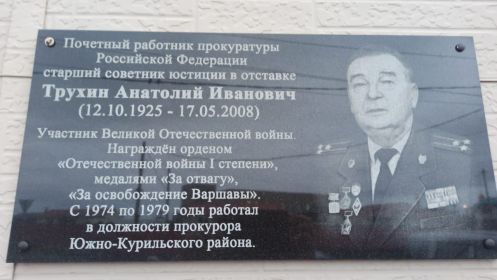 Почетный работник прокуратуры
Российской Федерации
старший советник юстиции в отставке
Трухин Анатолий Иванович
(12.10.1925 - 17.05.2008)
Участник Великой Отечественной войны.
Награждён орденом
«Отечественной войны I степени»,
медалями «За отвагу»,
«За освобождение Варшавы».
С 1974 по 1979 годы работал
в должности прокурора
Южно-Курильского района.